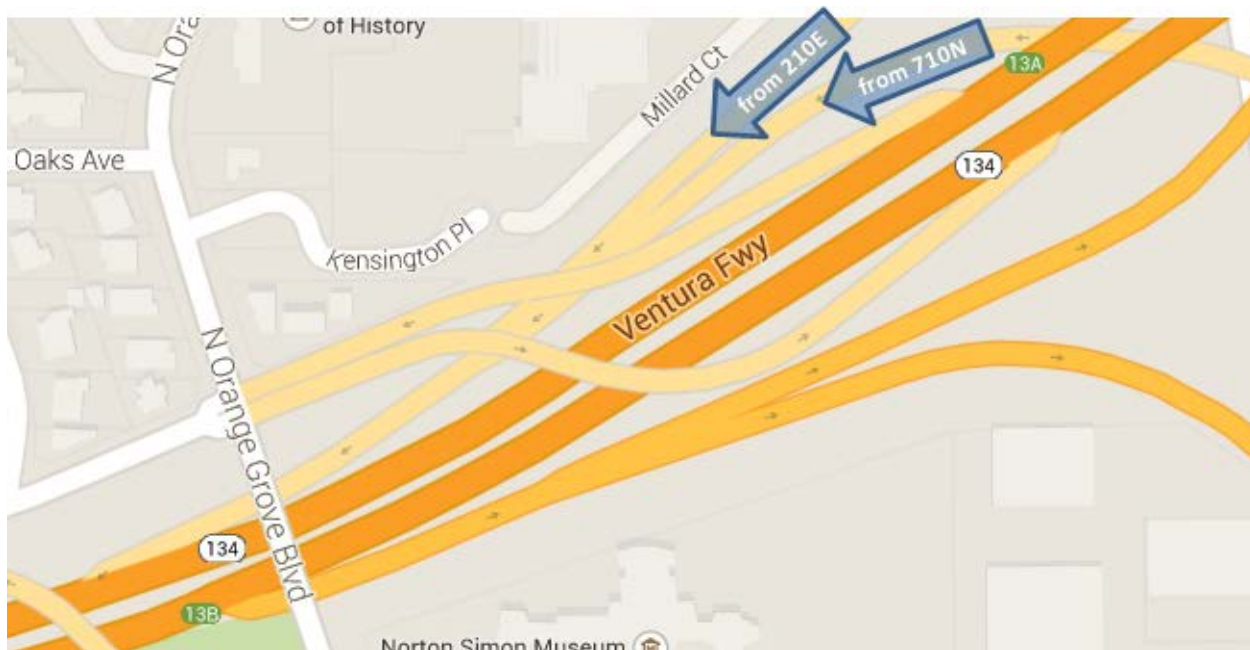 of History
N Ora
from 210E
from 710N
13A
Millard Ct
Oaks Ave
134
Kensington Pl
Ventura Fwy
N Orange Grove Blvd
134
13B
Norton Simon Museum